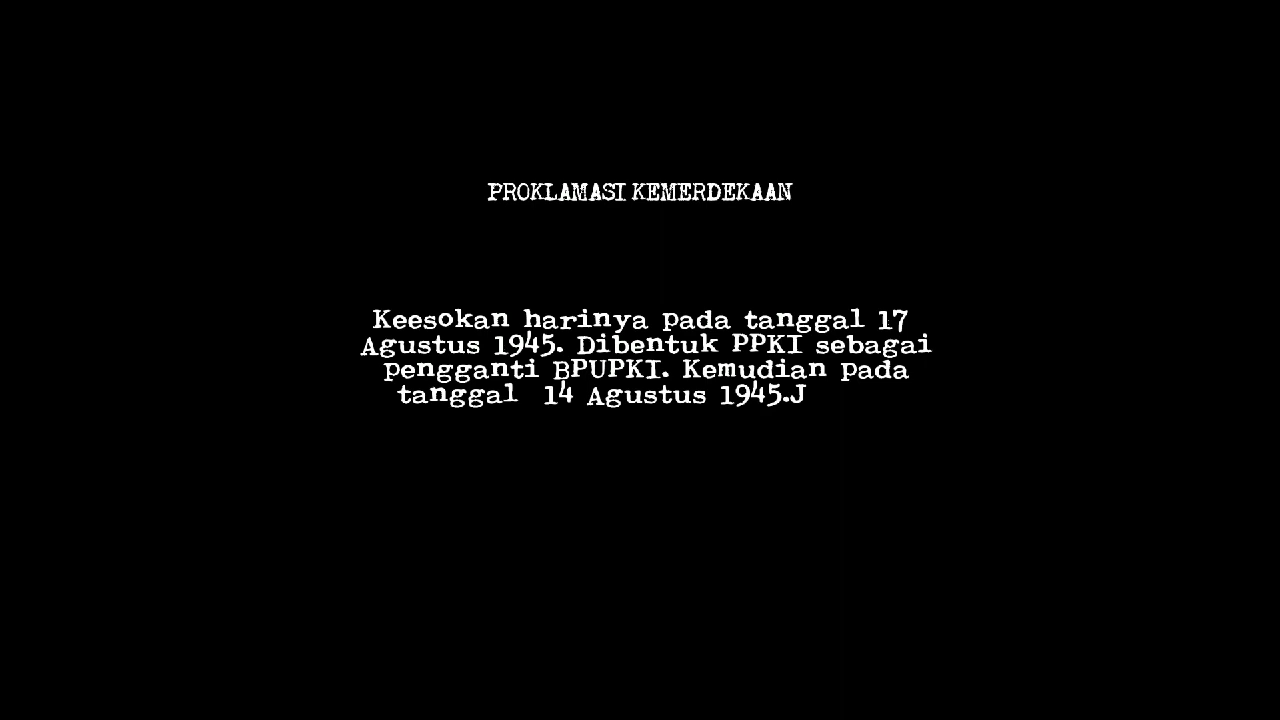 PROKLAMASI KEMERDEKAAN
Keesokan harinya pada tanggal 17
Agustus 1945. Dibentuk PPKI sebagai
pengganti BPUPKI. Kemudian pada
tanggal  14 Agustus 1945.J